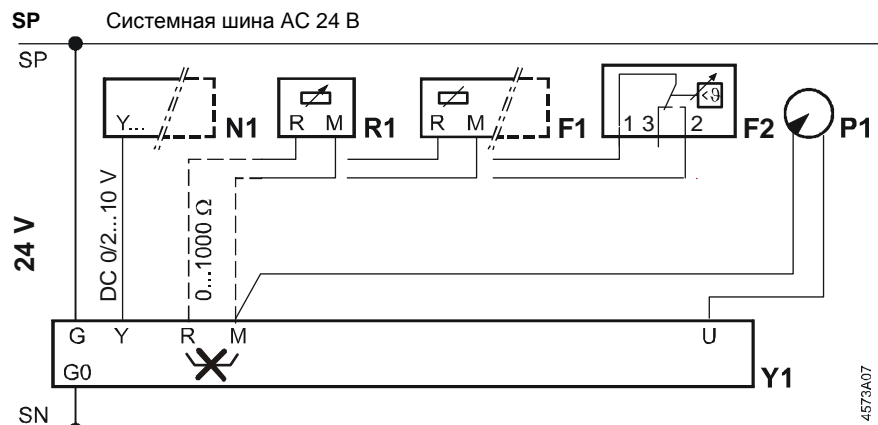 SP Системная шина AC 24 В
SP
Y... N1 R M R1 R M F1 1 3 2 <ϑ F2 P1
24 V
DC 0/2...10 V
0...1000 Ω
G Y R M U
G0
Y1
SN
4573A07